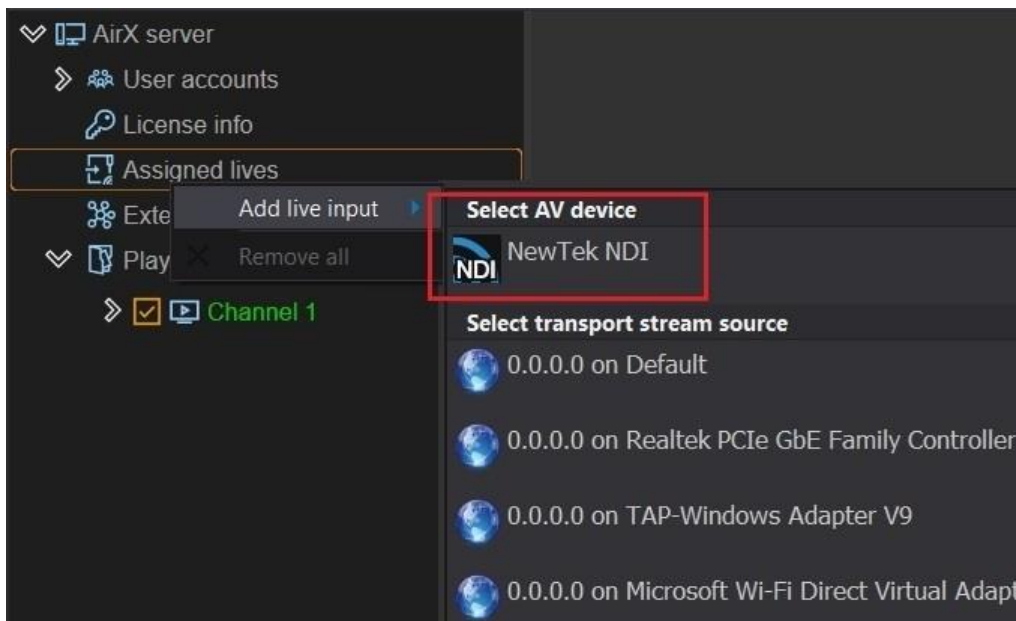 AirX server
User accounts
License info
Assigned lives
Exte
Add live input
Play
Remove all
Channel 1
Select AV device
NDI
NewTek NDI
Select transport stream source
0.0.0.0 on Default
0.0.0.0 on Realtek PCIe GbE Family Controller
0.0.0.0 on TAP-Windows Adapter V9
0.0.0.0 on Microsoft Wi-Fi Direct Virtual Adapt